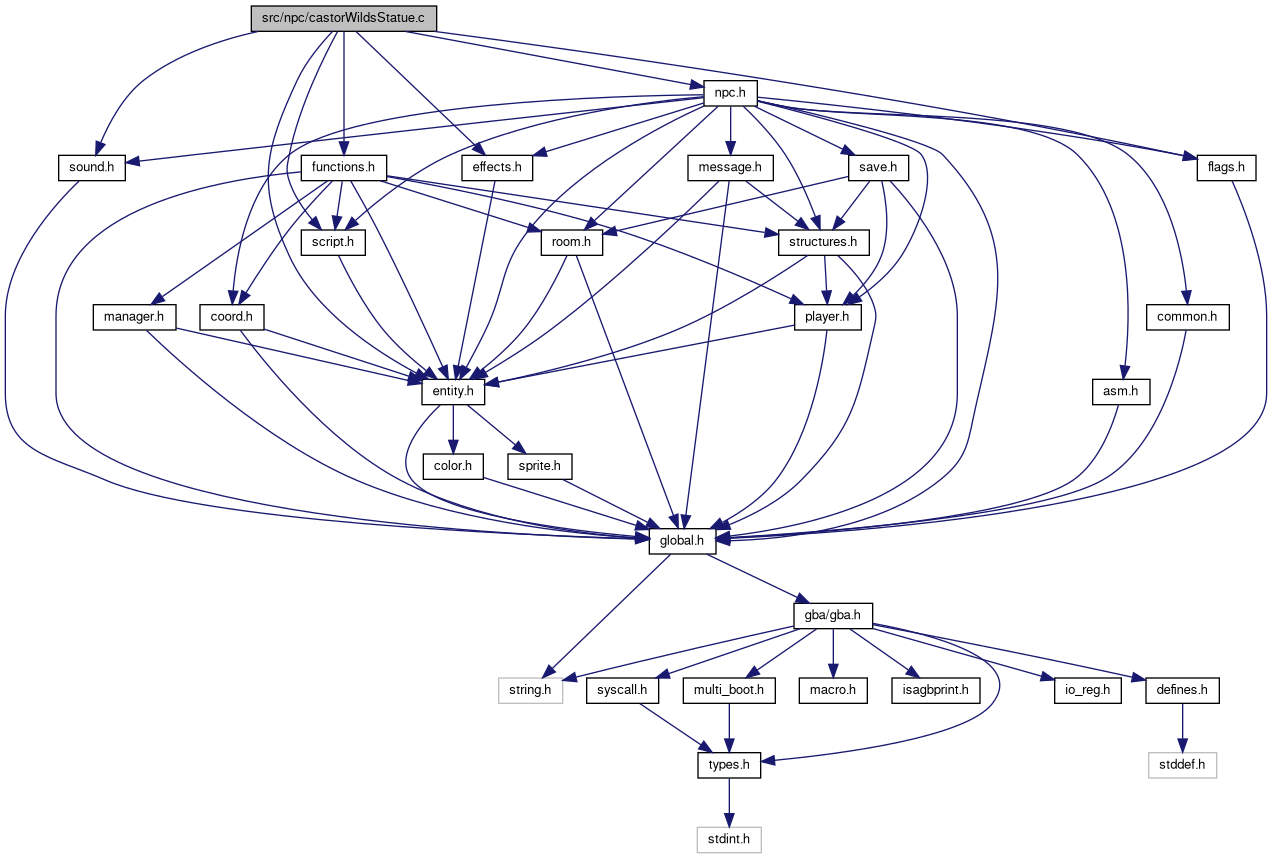 src/npc/castorWildsStatue.c
npc.h
sound.h
functions.h
effects.h
message.h
save.h
flags.h
script.h
room.h
structures.h
manager.h
coord.h
player.h
common.h
entity.h
asm.h
color.h
sprite.h
global.h
gba/gba.h
string.h
syscall.h
multi_boot.h
macro.h
isagbprint.h
io_reg.h
defines.h
types.h
stddef.h
stdint.h